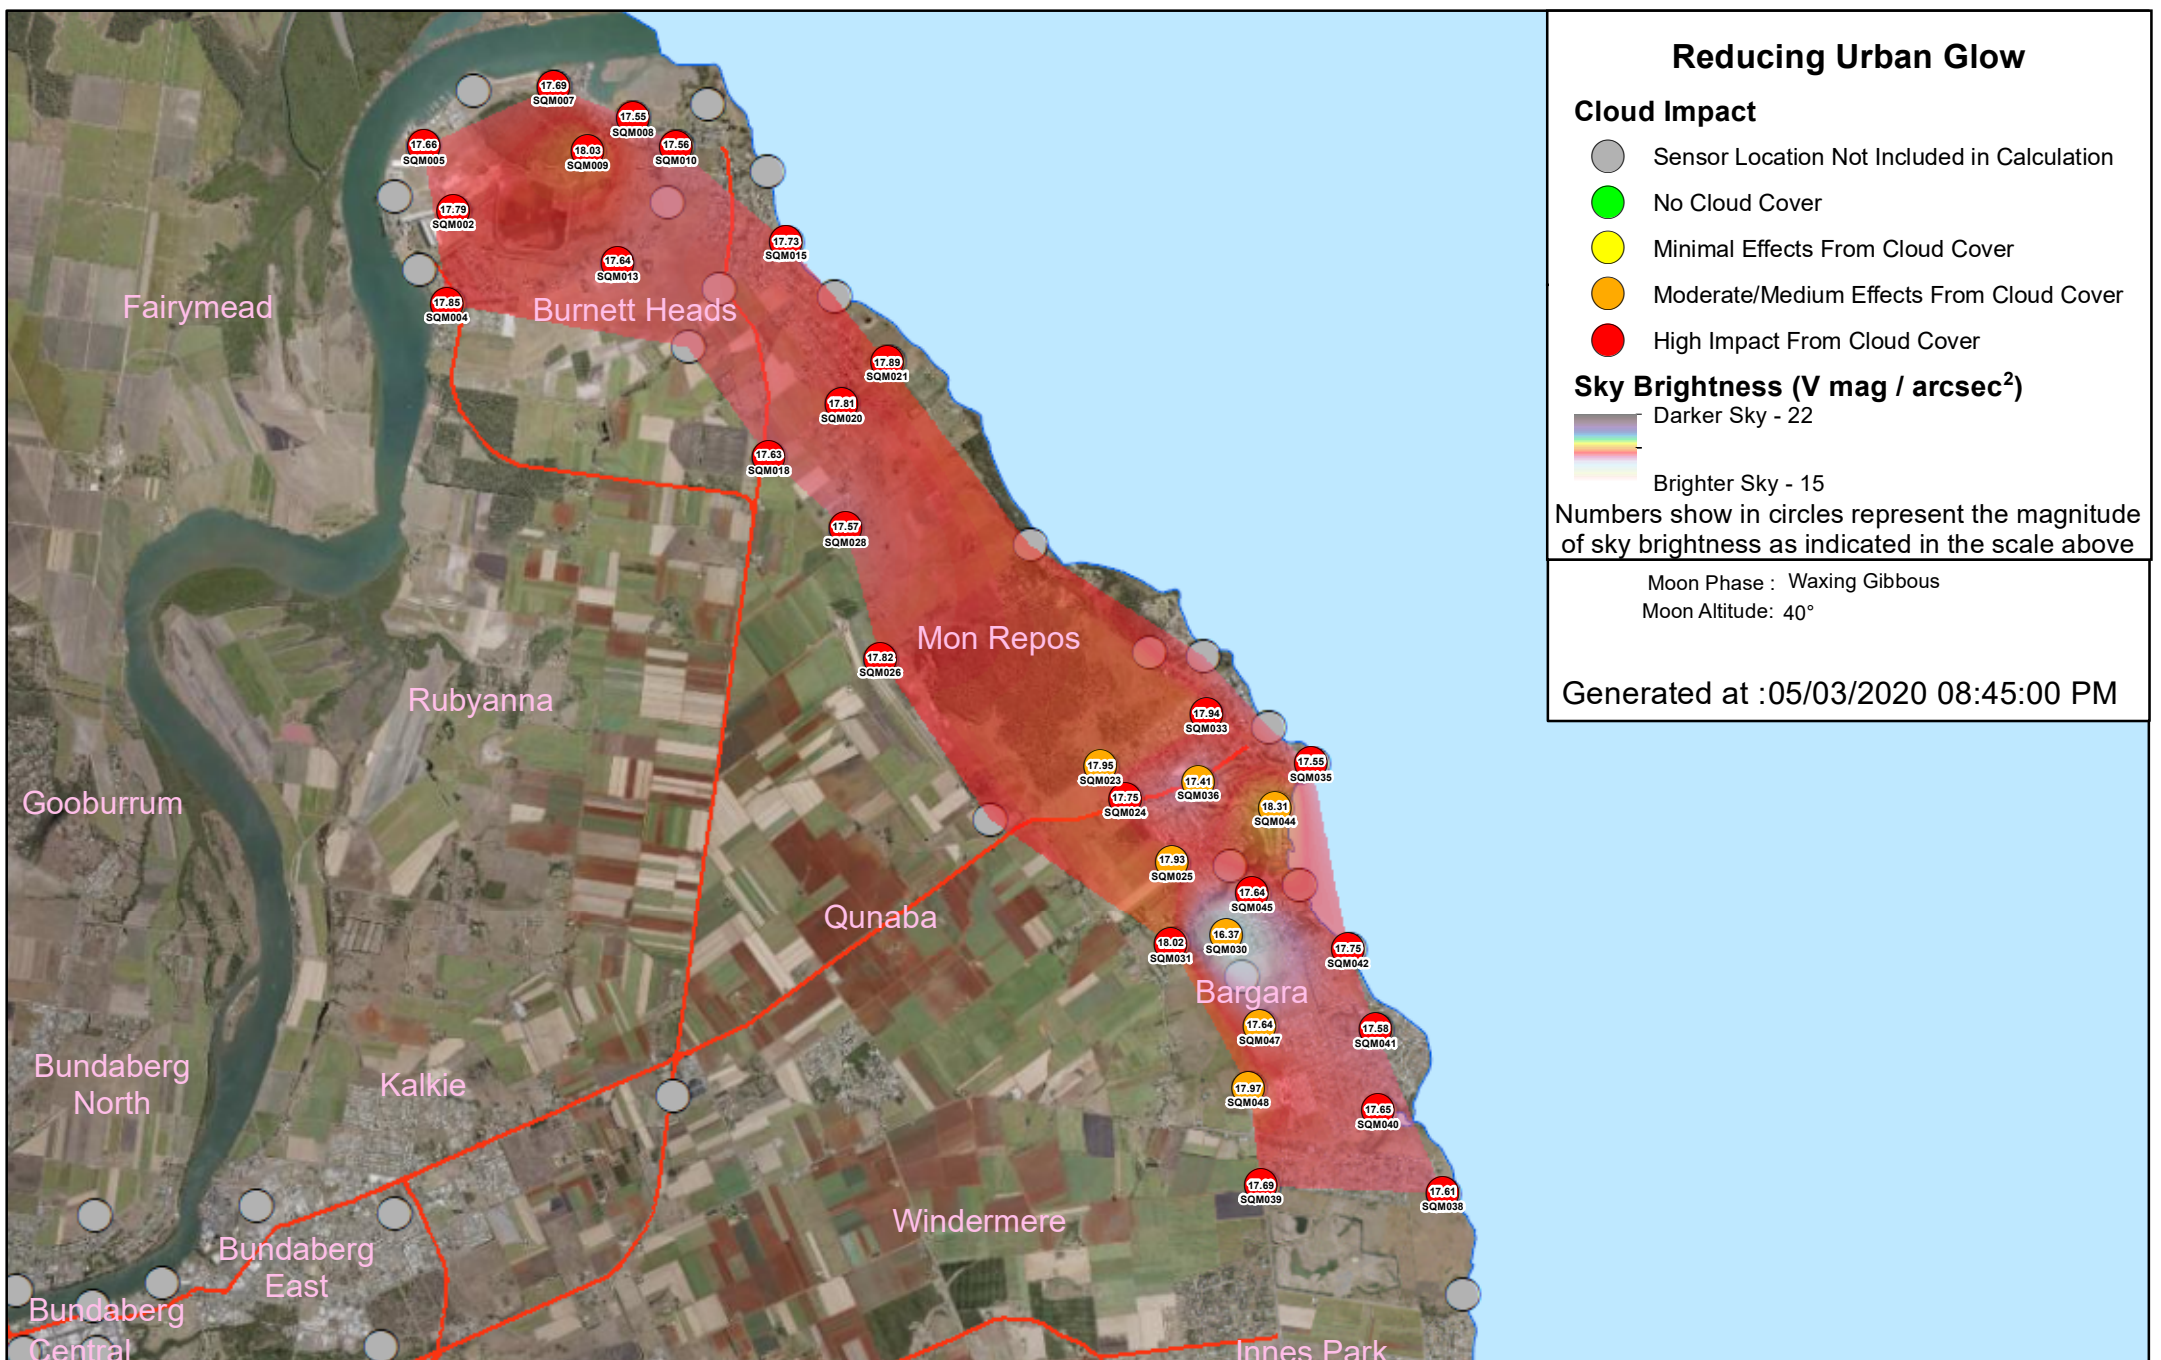 Reducing Urban Glow
Cloud Impact
Sensor Location Not Included in Calculation
No Cloud Cover
Minimal Effects From Cloud Cover
Moderate/Medium Effects From Cloud Cover
High Impact From Cloud Cover
Sky Brightness (V mag / arcsec²)
Darker Sky - 22
Brighter Sky - 15
Numbers show in circles represent the magnitude
of sky brightness as indicated in the scale above
Moon Phase : Waxing Gibbous
Moon Altitude: 40°
Generated at :05/03/2020 08:45:00 PM
17.69
SQM007
17.55
SQM008
17.66
SQM005
18.03
SQM009
17.56
SQM010
17.79
SQM002
17.73
SQM015
17.64
SQM013
17.85
SQM004
Fairymead
Burnett Heads
17.89
SQM021
17.81
SQM020
17.63
SQM018
17.57
SQM028
Mon Repos
17.82
SQM026
Rubyanna
17.94
SQM033
17.95
SQM023
17.55
SQM035
17.41
SQM036
17.75
SQM024
18.31
SQM044
Gooburrum
17.93
SQM025
17.64
SQM045
Qunaba
16.37
SQM030
18.02
SQM031
17.75
SQM042
Bargara
17.64
SQM047
17.58
SQM041
Bundaberg
North
Kalkie
17.97
SQM048
17.65
SQM040
17.69
SQM039
17.61
SQM038
Windermere
Bundaberg
East
Bundaberg
Central
Innes Park